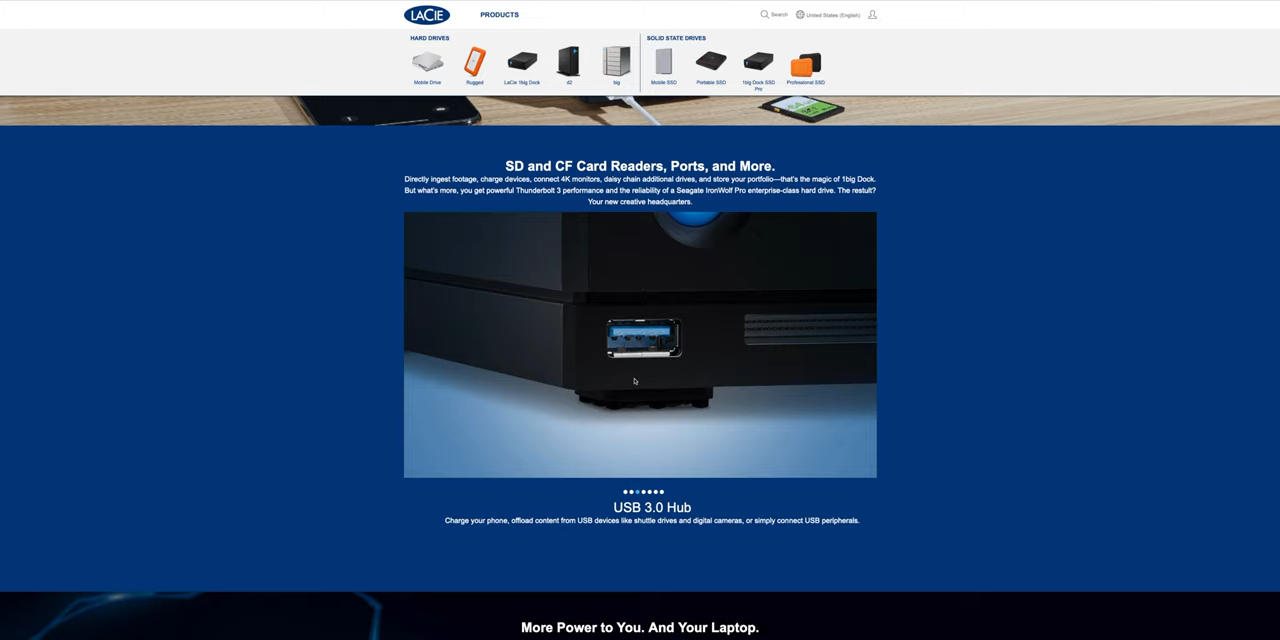 LACIE
PRODUCTS
Search
United States (English)
HARD DRIVES
SOLID STATE DRIVES
Mobile Drive
Rugged
LaCie 1big Dock
d2
big
Mobile SSD
Portable SSD
1big Dock SSD
Pro
Professional SSD
SD and CF Card Readers, Ports, and More.
Directly ingest footage, charge devices, connect 4K monitors, daisy chain additional drives, and store your portfolio—that's the magic of 1big Dock.
But what's more, you get powerful Thunderbolt 3 performance and the reliability of a Seagate IronWolf Pro enterprise-class hard drive. The restult?
Your new creative headquarters.
USB 3.0 Hub
Charge your phone, offload content from USB devices like shuttle drives and digital cameras, or simply connect USB peripherals.
More Power to You. And Your Laptop.